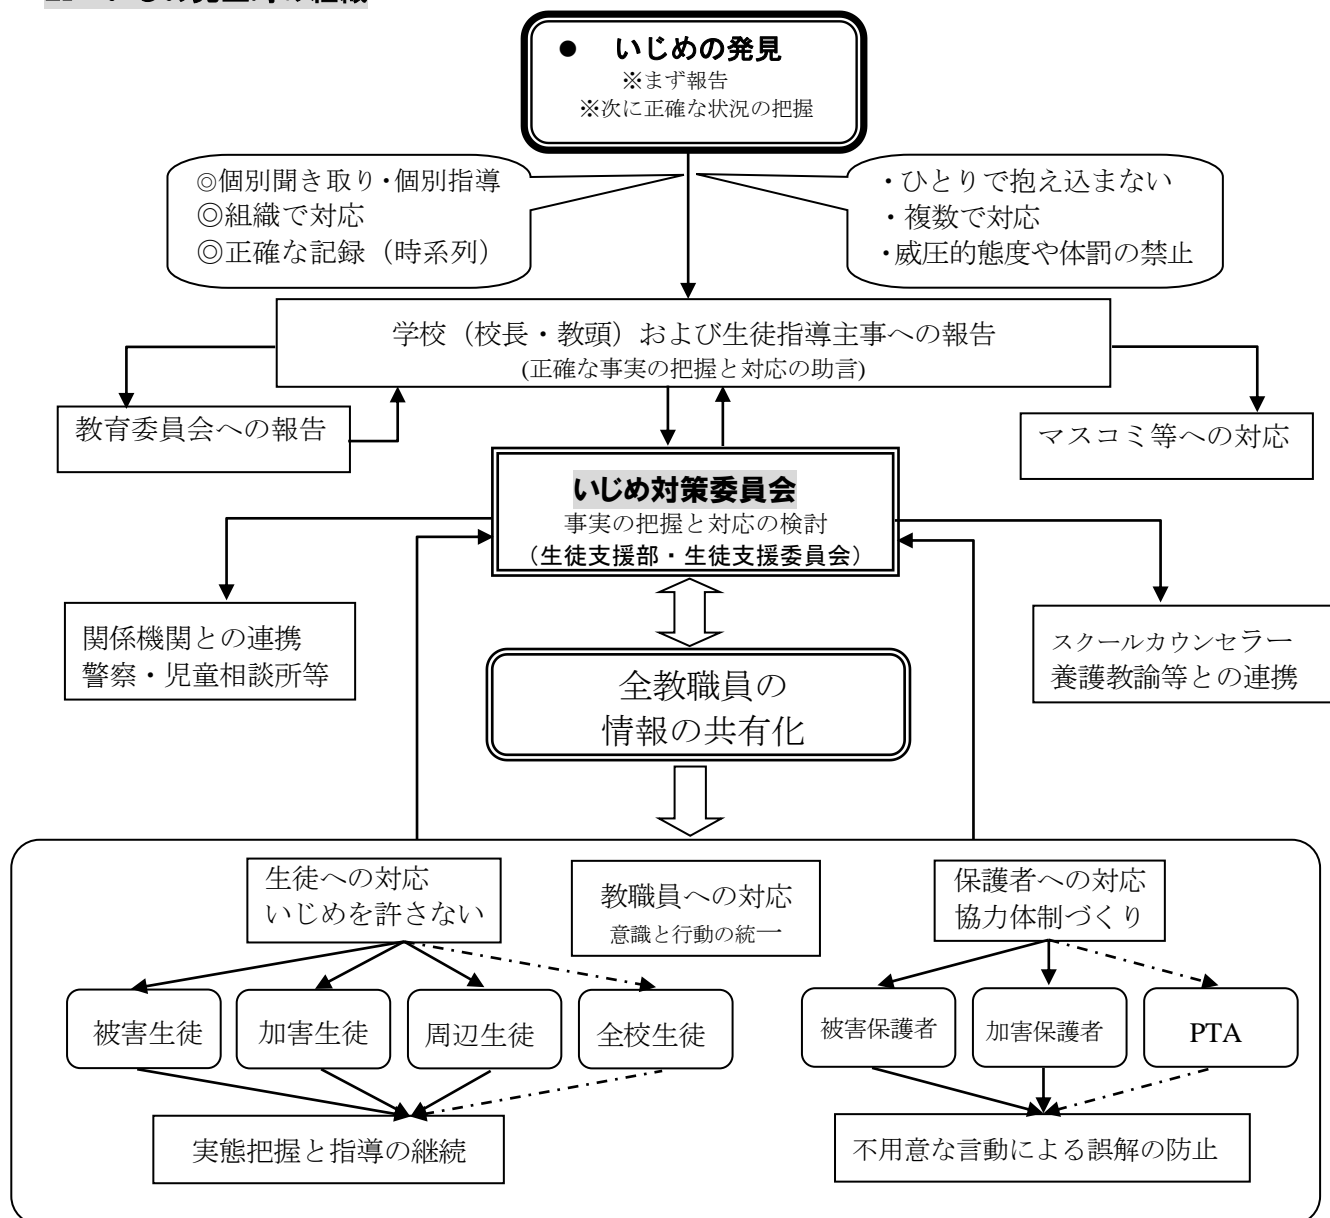 ● いじめの発見
※まず報告
※次に正確な状況の把握
◎個別聞き取り・個別指導
◎組織で対応
◎正確な記録（時系列）
・ひとりで抱え込まない
・複数で対応
・威圧的態度や体罰の禁止
学校（校長・教頭）および生徒指導主事への報告
(正確な事実の把握と対応の助言)
教育委員会への報告
マスコミ等への対応
いじめ対策委員会
事実の把握と対応の検討
（生徒支援部・生徒支援委員会）
関係機関との連携
警察・児童相談所等
スクールカウンセラー
養護教諭等との連携
全教職員の
情報の共有化
生徒への対応
いじめを許さない
教職員への対応
意識と行動の統一
保護者への対応
協力体制づくり
被害生徒
加害生徒
周辺生徒
全校生徒
被害保護者
加害保護者
PTA
実態把握と指導の継続
不用意な言動による誤解の防止